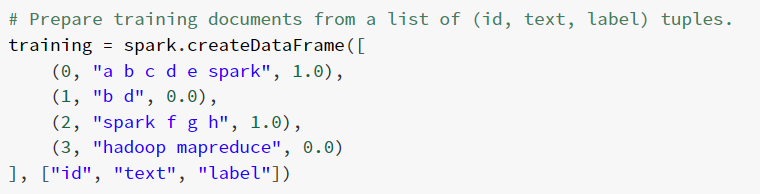 # Prepare training documents from a list of (id, text, label) tuples.
training = spark.createDataFrame([
    (0, "a b c d e spark", 1.0),
    (1, "b d", 0.0),
    (2, "spark f g h", 1.0),
    (3, "hadoop mapreduce", 0.0)
], ["id", "text", "label"])